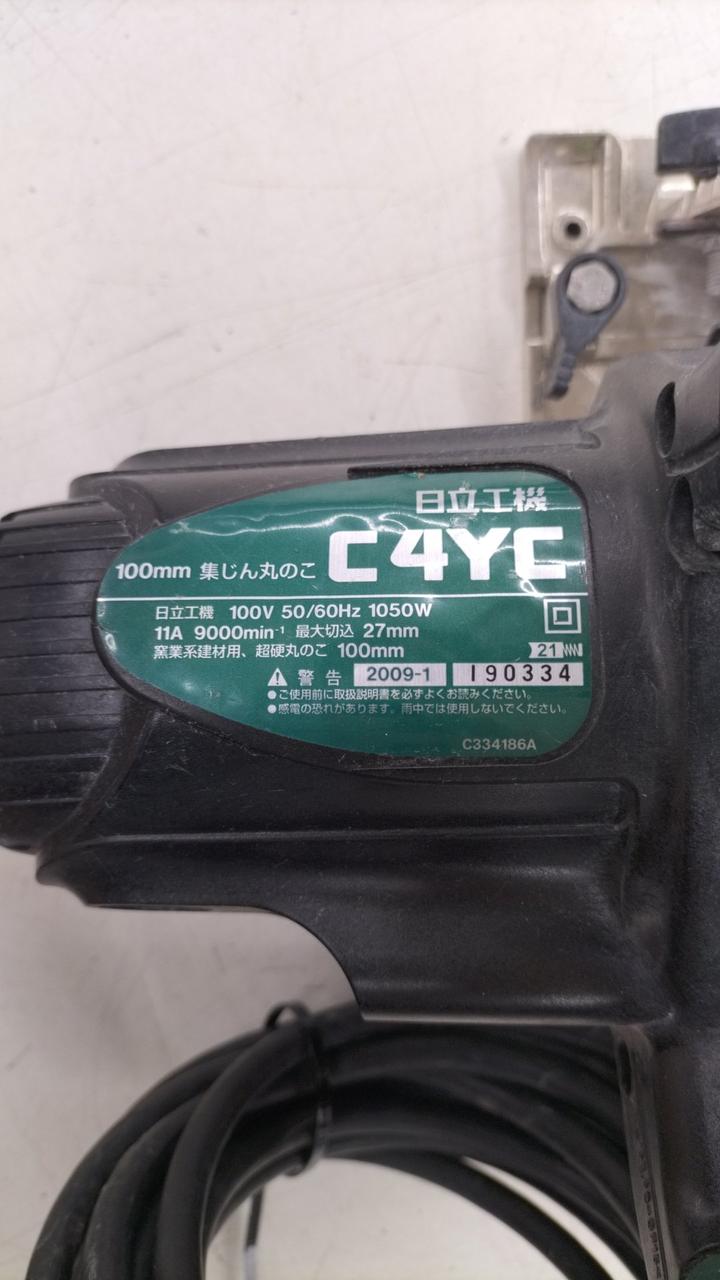 日立工機
100mm 集じん丸のこ C4YC
日立工機 100V 50/60Hz 1050W
11A 9000min⁻¹ 最大切込 27mm
窯業系建材用、超硬丸のこ 100mm
21
警告 2009-1 190334
●ご使用前に取扱説明書を必ずよくお読みください。
●感電の恐れがあります。雨中では使用しないでください。
C334186A